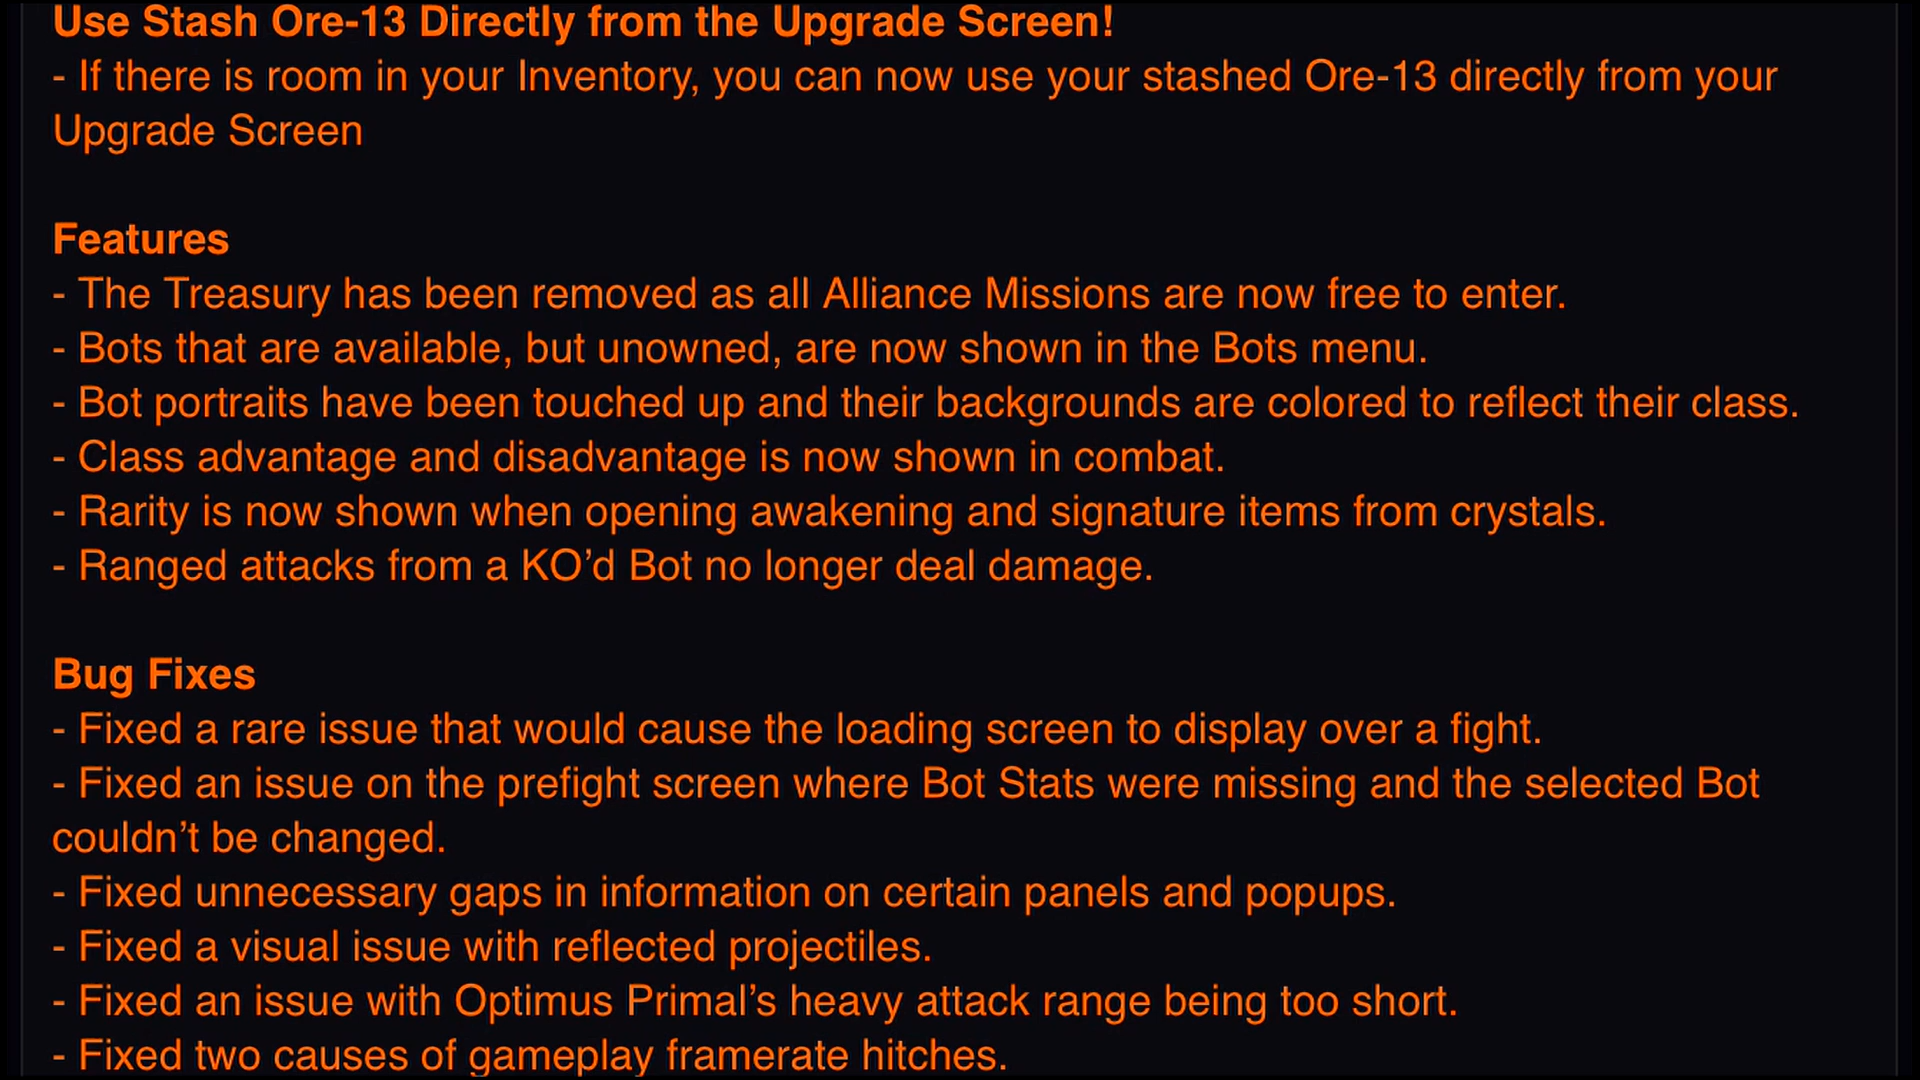 Use Stash Ore-13 Directly from the Upgrade Screen!
- If there is room in your Inventory, you can now use your stashed Ore-13 directly from your
Upgrade Screen
Features
- The Treasury has been removed as all Alliance Missions are now free to enter.
- Bots that are available, but unowned, are now shown in the Bots menu.
- Bot portraits have been touched up and their backgrounds are colored to reflect their class.
- Class advantage and disadvantage is now shown in combat.
- Rarity is now shown when opening awakening and signature items from crystals.
- Ranged attacks from a KO’d Bot no longer deal damage.
Bug Fixes
- Fixed a rare issue that would cause the loading screen to display over a fight.
- Fixed an issue on the prefight screen where Bot Stats were missing and the selected Bot
couldn’t be changed.
- Fixed unnecessary gaps in information on certain panels and popups.
- Fixed a visual issue with reflected projectiles.
- Fixed an issue with Optimus Primal’s heavy attack range being too short.
- Fixed two causes of gameplay framerate hitches.